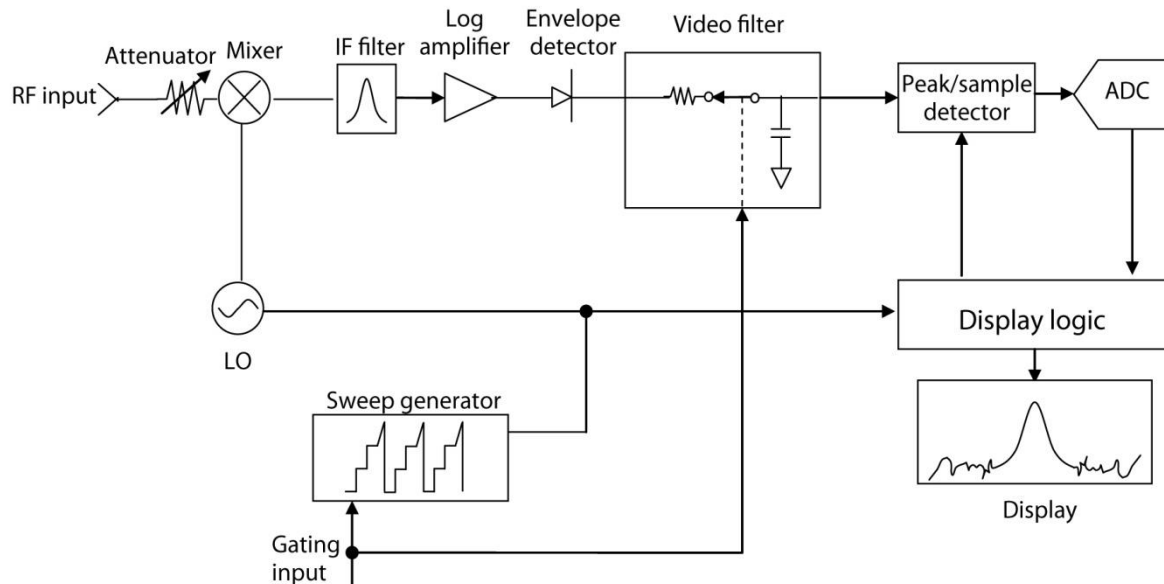 Log
amplifier
Envelope
detector
Video filter
IF filter
Mixer
Attenuator
RF input
Peak/sample
detector
ADC
LO
Display logic
Sweep generator
Display
Gating
input